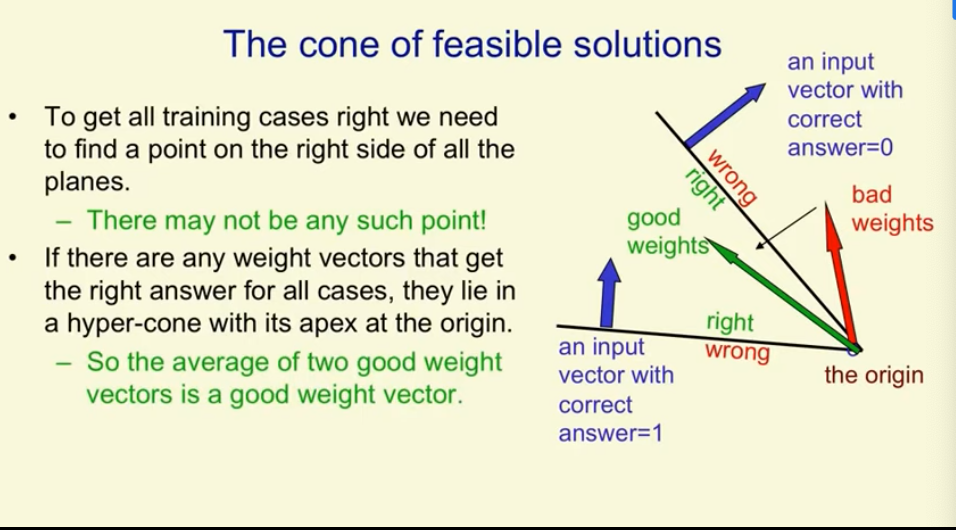 The cone of feasible solutions
• To get all training cases right we need
to find a point on the right side of all the
planes.
– There may not be any such point!
• If there are any weight vectors that get
the right answer for all cases, they lie in
a hyper-cone with its apex at the origin.
– So the average of two good weight
vectors is a good weight vector.
an input
vector with
correct
answer=0
wrong
right
bad
weights
good
weights
right
wrong
an input
vector with
correct
answer=1
the origin